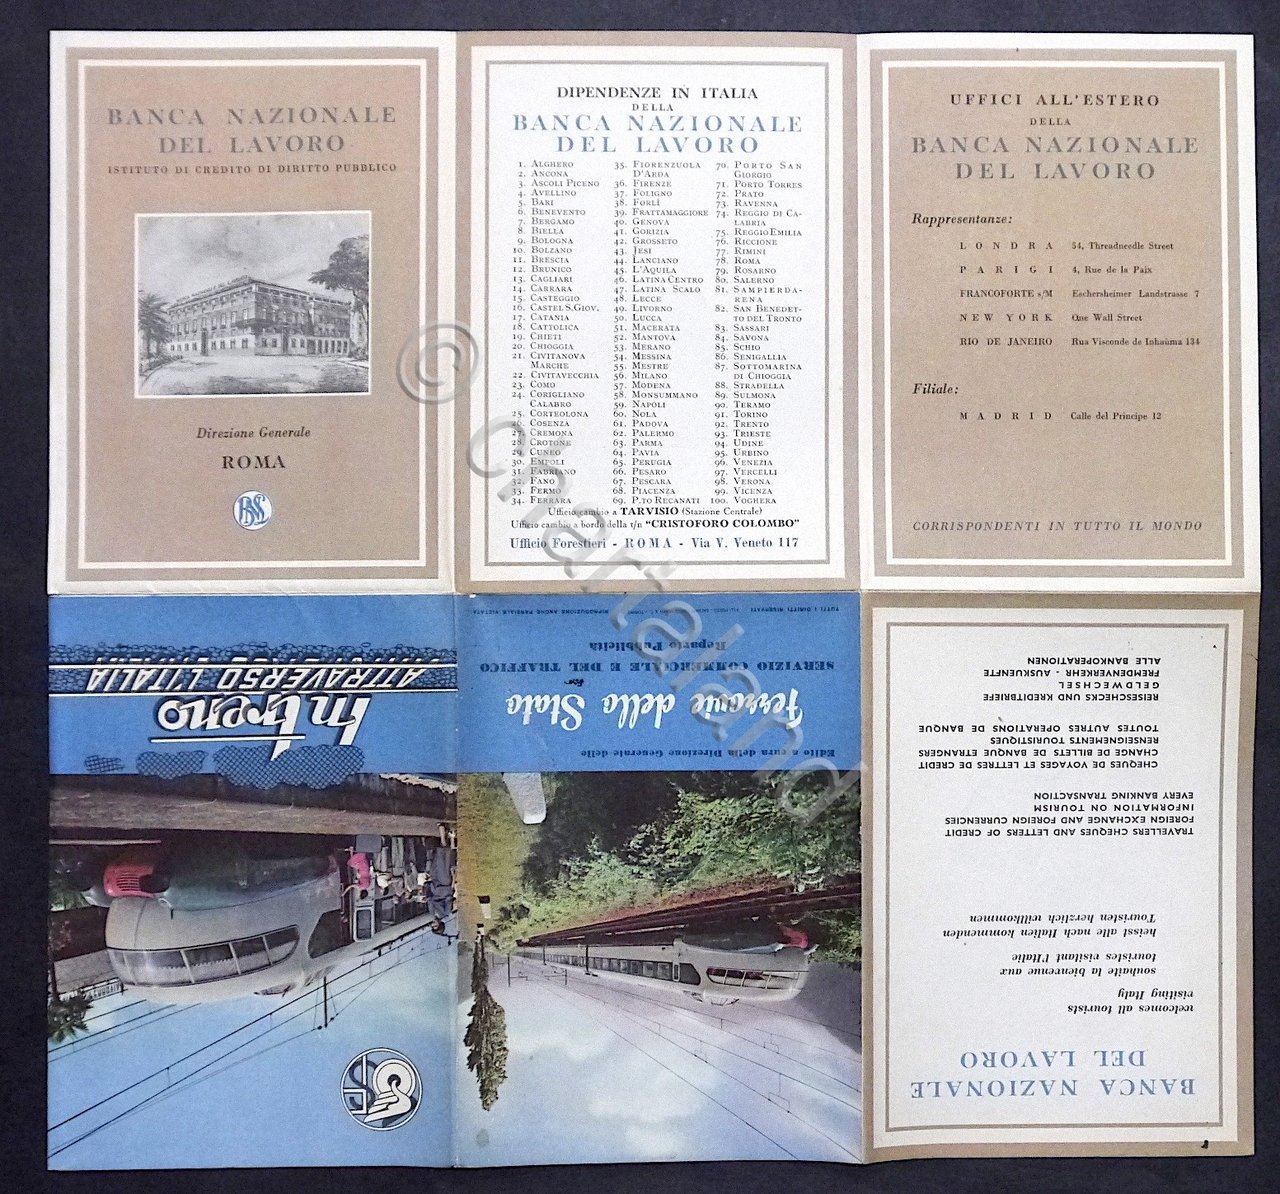 BANCA NAZIONALE
DEL LAVORO
ISTITUTO DI CREDITO DI DIRITTO PUBBLICO
Direzione Generale
ROMA
DIPENDENZE IN ITALIA
DELLA
BANCA NAZIONALE
DEL LAVORO
1. ALGHERO
2. ANCONA
3. ASCOLI PICENO
4. AVELLINO
5. BARI
6. BENEVENTO
7. BERGAMO
8. BIELLA
9. BOLOGNA
10. BOLZANO
11. BRESCIA
12. BRUNICO
13. CAGLIARI
14. CARRARA
15. CASTEGGIO
16. CASTEL S. GIOV.
17. CATANIA
18. CATTOLICA
19. CHIETI
20. CHIOGGIA
21. CIVITANOVA
MARCHE
22. CIVITAVECCHIA
23. COMO
24. CORIGLIANO
CALABRO
25. CORTEOLONA
26. COSENZA
27. CREMONA
28. CROTONE
29. CUNEO
30. EMPOLI
31. FABRIANO
32. FANO
33. FERMO
34. FERRARA
35. FIORENZUOLA
D'ARDA
36. FIRENZE
37. FOLIGNO
38. FORLÌ
39. FRATTAMAGGIORE
40. GENOVA
41. GORIZIA
42. GROSSETO
43. JESI
44. LANCIANO
45. L'AQUILA
46. LATINA CENTRO
47. LATINA SCALO
48. LECCE
49. LIVORNO
50. LUCCA
51. MACERATA
52. MANTOVA
53. MERANO
54. MESSINA
55. MESTRE
56. MILANO
57. MODENA
58. MONSUMMANO
59. NAPOLI
60. NOLA
61. PADOVA
62. PALERMO
63. PARMA
64. PAVIA
65. PERUGIA
66. PESARO
67. PESCARA
68. PIACENZA
69. P.TO RECANATI
70. PORTO SAN
GIORGIO
71. PORTO TORRES
72. PRATO
73. RAVENNA
74. REGGIO DI CA-
LABRIA
75. REGGIO EMILIA
76. RICCIONE
77. RIMINI
78. ROMA
79. ROSARNO
80. SALERNO
81. SAMPIERDA-
RENA
82. SAN BENEDET-
TO DEL TRONTO
83. SASSARI
84. SAVONA
85. SCHIO
86. SENIGALLIA
87. SOTTOMARINA
DI CHIOGGIA
88. STRADELLA
89. SULMONA
90. TERAMO
91. TORINO
92. TRENTO
93. TRIESTE
94. UDINE
95. URBINO
96. VENEZIA
97. VERCELLI
98. VERONA
99. VICENZA
100. VOGHERA
Ufficio cambio a TARVISIO (Stazione Centrale)
Ufficio cambio a bordo della t/n "CRISTOFORO COLOMBO"
Ufficio Forestieri - ROMA - Via V. Veneto 117
UFFICI ALL'ESTERO
DELLA
BANCA NAZIONALE
DEL LAVORO
Rappresentanze:
LONDRA 54, Threadneedle Street
PARIGI 4, Rue de la Paix
FRANCOFORTE s/M Eschersheimer Landstrasse 7
NEW YORK One Wall Street
RIO DE JANEIRO Rua Visconde de Inhaùma 134
Filiale:
MADRID Calle del Principe 12
CORRISPONDENTI IN TUTTO IL MONDO
In treno
ATTRAVERSO L'ITALIA
Edito a cura della Direzione Generale delle
Ferrovie dello Stato
SERVIZIO COMMERCIALE E DEL TRAFFICO
Reparto Pubblicità
TUTTI I DIRITTI RISERVATI
RIPRODUZIONE ANCHE PARZIALE VIETATA
BANCA NAZIONALE
DEL LAVORO
welcomes all tourists
visiting Italy
souhaite la bienvenue aux
touristes visitant l'Italie
heisst alle nach Italien kommenden
Touristen herzlich willkommen
TRAVELLERS CHEQUES AND LETTERS OF CREDIT
FOREIGN EXCHANGE AND FOREIGN CURRENCIES
INFORMATION ON TOURISM
EVERY BANKING TRANSACTION
CHEQUES DE VOYAGES ET LETTRES DE CREDIT
CHANGE DE BILLETS DE BANQUE ETRANGERS
RENSEIGNEMENTS TOURISTIQUES
TOUTES AUTRES OPERATIONS DE BANQUE
REISESCHECKS UND KREDITBRIEFE
GELDWECHSEL
FREMDENVERKEHR - AUSKUENFTE
ALLE BANKOPERATIONEN
© chartaland